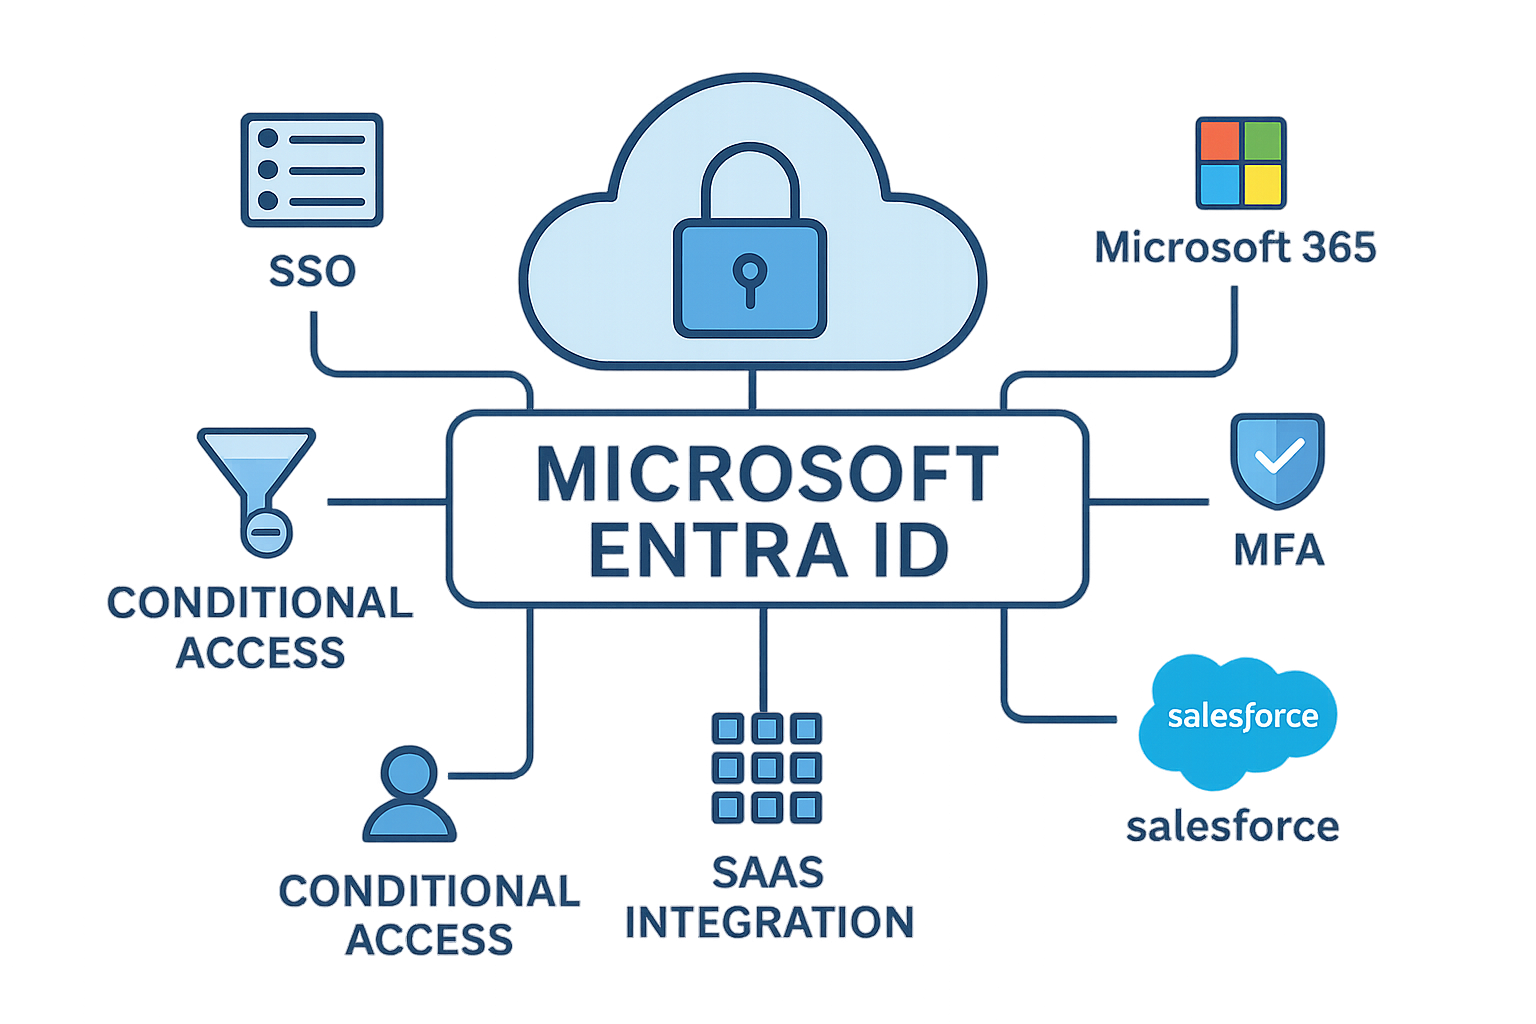 SSO
Microsoft 365
MICROSOFT
ENTRA ID
CONDITIONAL
ACCESS
MFA
salesforce
salesforce
CONDITIONAL
ACCESS
SAAS
INTEGRATION